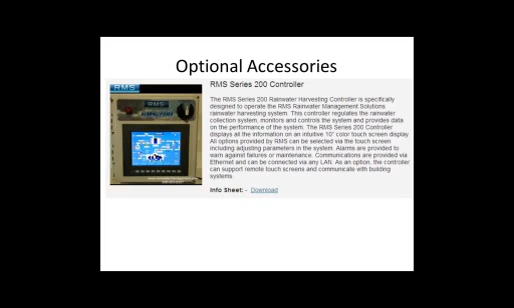 Optional Accessories
RMS
RMS Series 200 Controller
The RMS Series 200 Rainwater Harvesting Controller is specifically
designed to operate the RMS Rainwater Management Solutions
rainwater harvesting system. This controller regulates the rainwater
collection system, monitors and controls the system and provides data
on the performance of the system. The RMS Series 200 Controller
displays all the information on an intuitive 10" color touch screen display.
All options provided by RMS can be selected via the touch screen
including adjusting parameters in the system. Alarms are provided to
warn against failures or maintenance. Communications are provided via
Ethernet and can be connected via any LAN. As an option, the controller
can support remote touch screens and communicate with building
systems.
RMS
Info Sheet: - Download